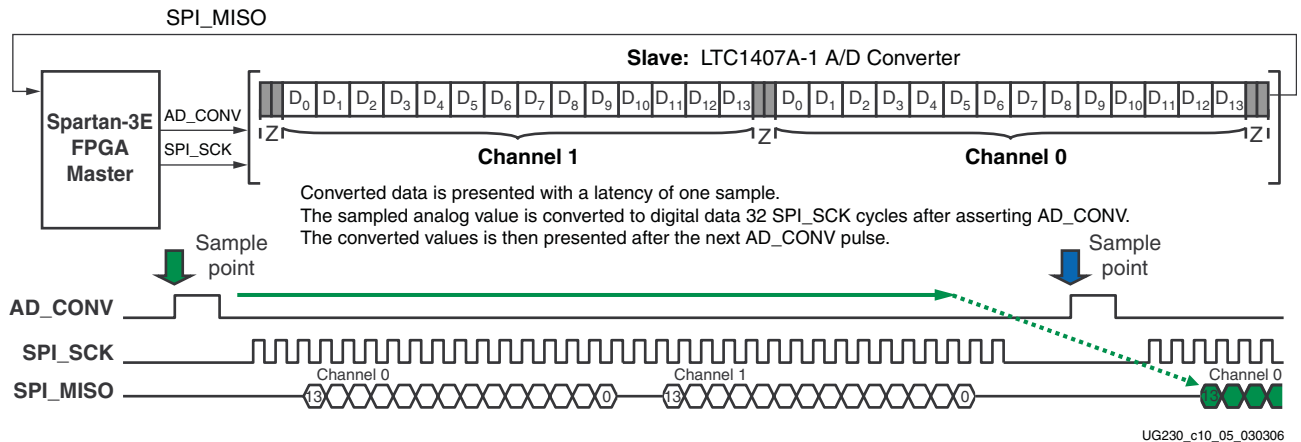 SPI_MISO
Slave: LTC1407A-1 A/D Converter
Spartan-3E
FPGA
Master
AD_CONV
SPI_SCK
D0 D1 D2 D3 D4 D5 D6 D7 D8 D9 D10 D11 D12 D13 D0 D1 D2 D3 D4 D5 D6 D7 D8 D9 D10 D11 D12 D13
Z Z Z
Channel 1 Channel 0
Converted data is presented with a latency of one sample.
The sampled analog value is converted to digital data 32 SPI_SCK cycles after asserting AD_CONV.
The converted values is then presented after the next AD_CONV pulse.
Sample
point
Sample
point
AD_CONV
SPI_SCK
Channel 0 Channel 1 Channel 0
SPI_MISO 13 0 13 0 13
UG230_c10_05_030306